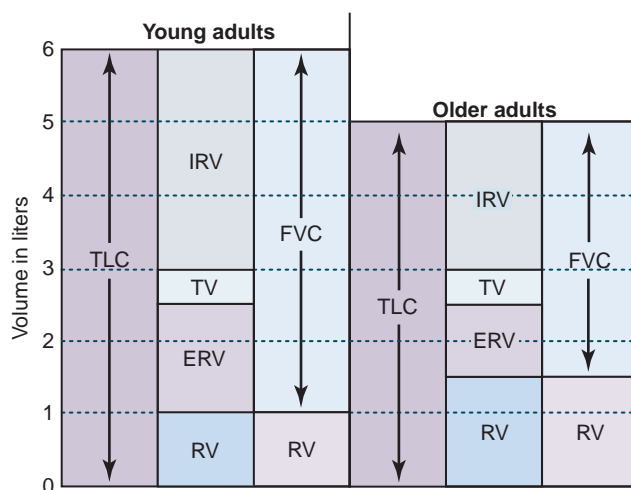 Young adults
Older adults
Volume in liters
6
5
4
3
2
1
0
TLC
IRV
TV
ERV
RV
FVC
RV
TLC
IRV
TV
ERV
RV
FVC
RV